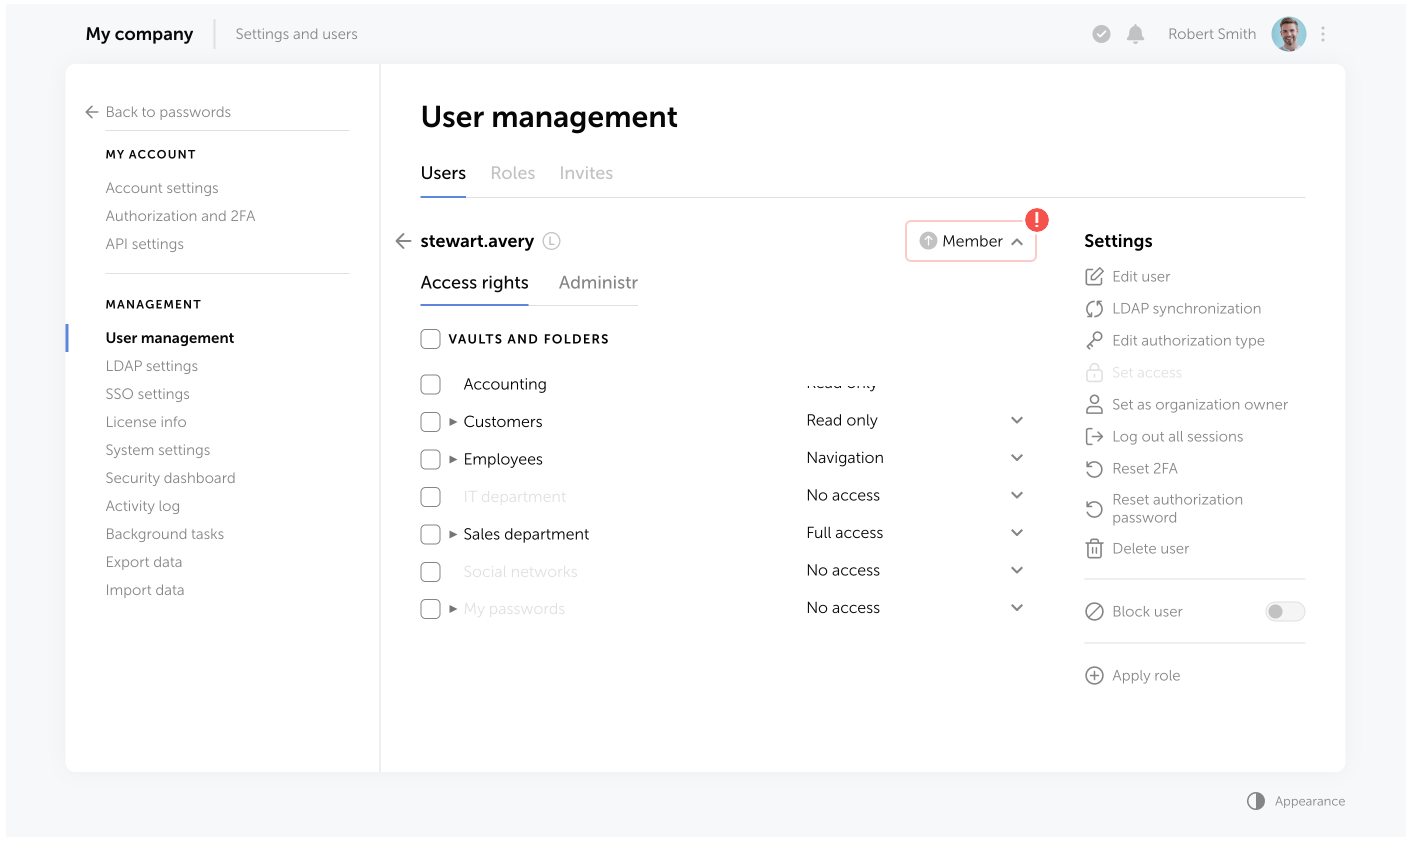 My company
Settings and users
Robert Smith
Back to passwords
MY ACCOUNT
Account settings
Authorization and 2FA
API settings
MANAGEMENT
User management
LDAP settings
SSO settings
License info
System settings
Security dashboard
Activity log
Background tasks
Export data
Import data
User management
Users Roles Invites
stewart.avery L
Member !
Access rights Administr
VAULTS AND FOLDERS
Accounting Read only
Customers Read only
Employees Navigation
IT department No access
Sales department Full access
Social networks No access
My passwords No access
Settings
Edit user
LDAP synchronization
Edit authorization type
Set access
Set as organization owner
Log out all sessions
Reset 2FA
Reset authorization
password
Delete user
Block user
Apply role
Appearance